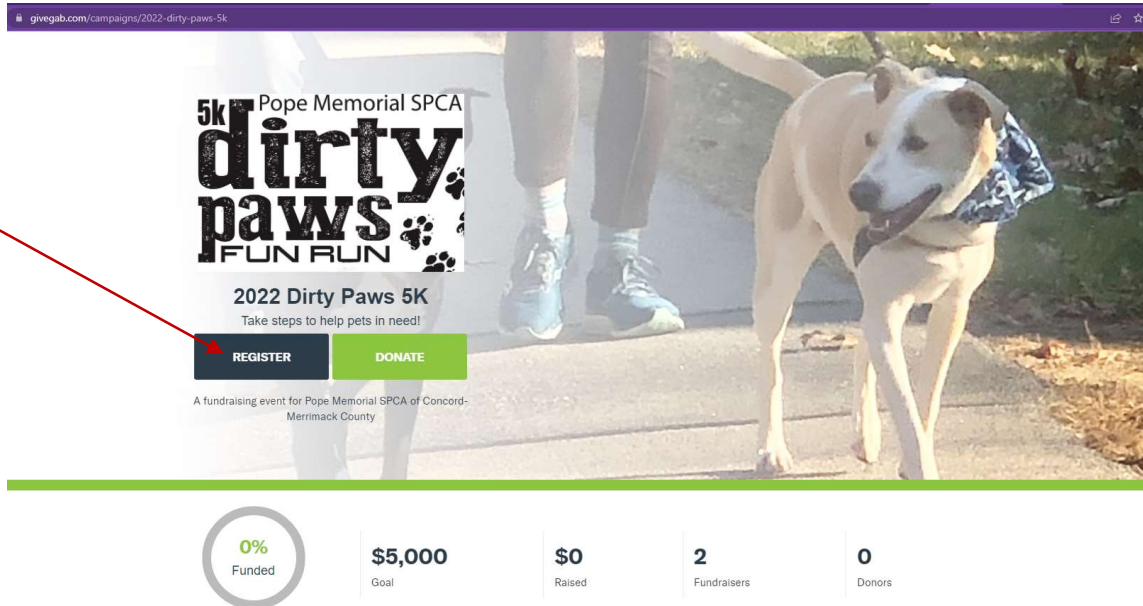 givegab.com/campaigns/2022-dirty-paws-5k
5k Pope Memorial SPCA
dirty
paws
FUN RUN
2022 Dirty Paws 5K
Take steps to help pets in need!
REGISTER DONATE
A fundraising event for Pope Memorial SPCA of Concord-
Merrimack County
0%
Funded
$5,000
Goal
$0
Raised
2
Fundraisers
0
Donors